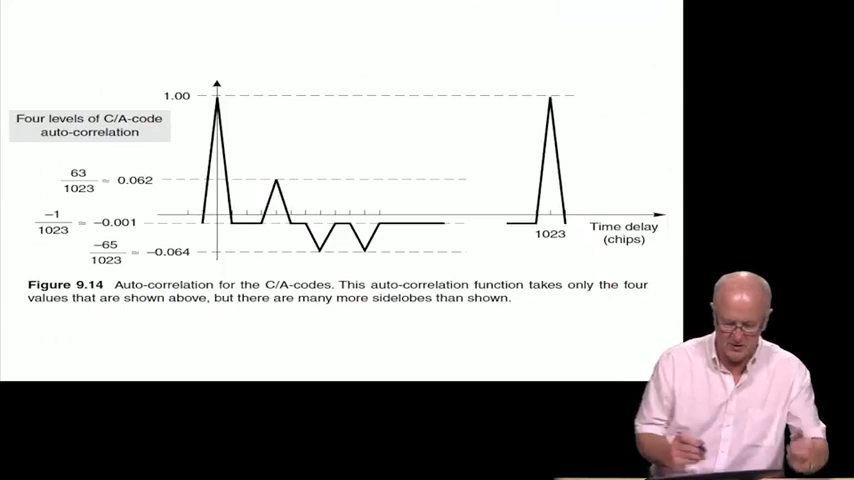 1.00
Four levels of C/A-code
auto-correlation
63
1023
= 0.062
-1
1023
= -0.001
-65
1023
= -0.064
1023
Time delay
(chips)
Figure 9.14 Auto-correlation for the C/A-codes. This auto-correlation function takes only the four
values that are shown above, but there are many more sidelobes than shown.